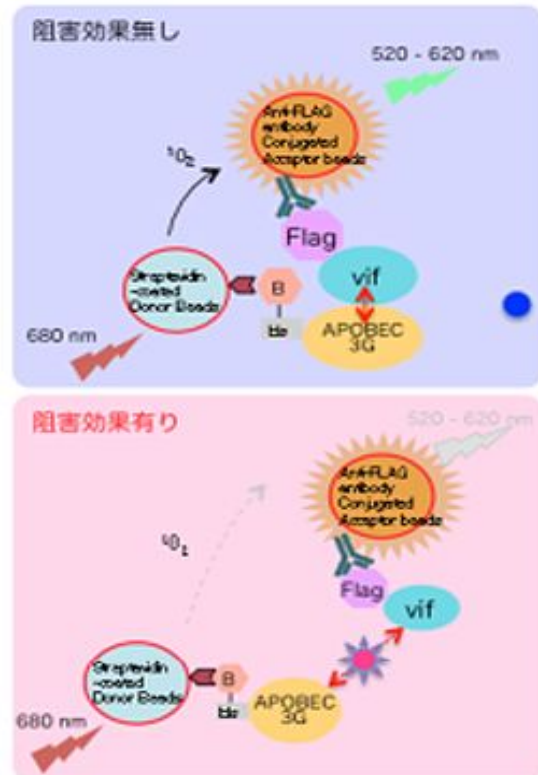 阻害効果無し
520 - 620 nm
Anti-FLAG
antibody
Conjugated
Acceptor beads
¹O₂
Flag
Streptavidin
-coated
Donor Beads
B
vif
680 nm
APOBEC
3G
阻害効果有り
520 - 620 nm
Anti-FLAG
antibody
Conjugated
Acceptor beads
Flag
vif
Streptavidin
-coated
Donor Beads
B
APOBEC
3G
680 nm